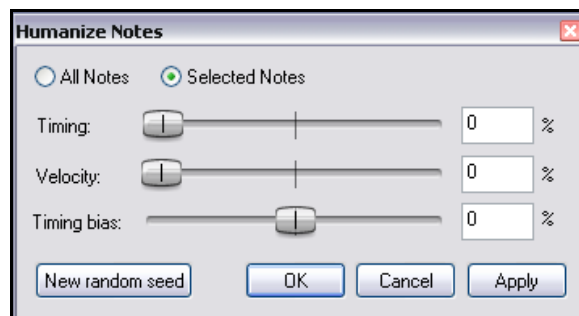 Humanize Notes
All Notes Selected Notes
Timing: 0 %
Velocity: 0 %
Timing bias: 0 %
New random seed OK Cancel Apply